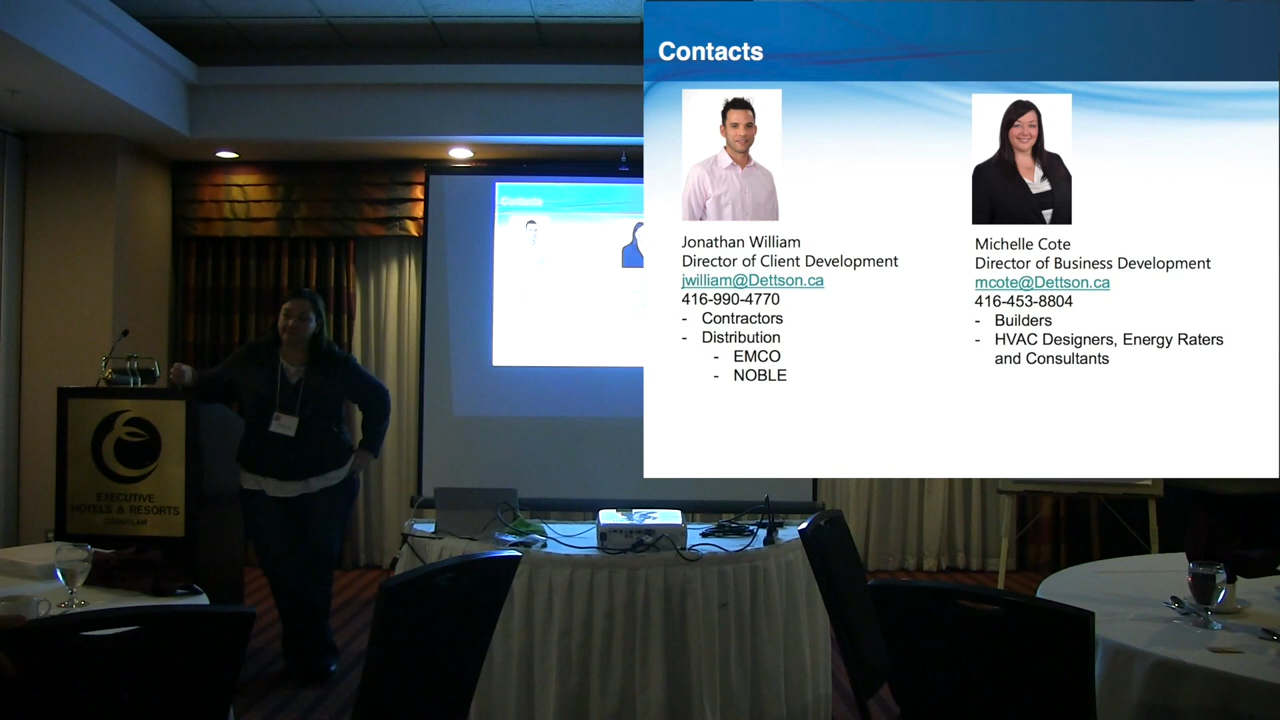 Contacts
Jonathan William
Director of Client Development
jwilliam@Dettson.ca
416-990-4770
- Contractors
- Distribution
- EMCO
- NOBLE
Michelle Cote
Director of Business Development
mcote@Dettson.ca
416-453-8804
- Builders
- HVAC Designers, Energy Raters
and Consultants
Contacts
EXECUTIVE
HOTELS & RESORTS
COQUITLAM